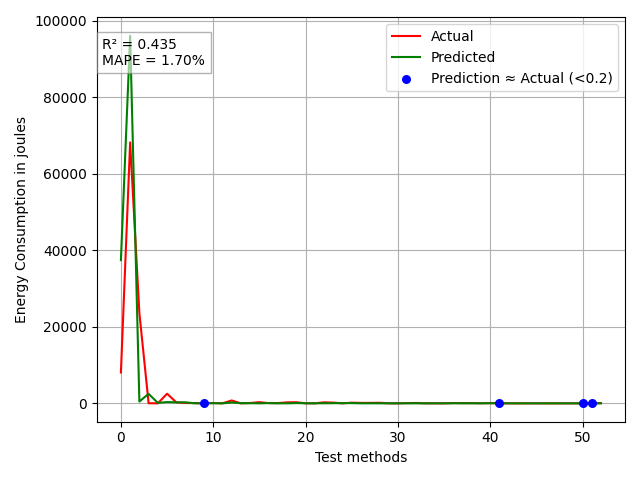 R² = 0.435
MAPE = 1.70%
Actual
Predicted
Prediction ≈ Actual (<0.2)
100000
80000
60000
40000
20000
0
Energy Consumption in joules
0 10 20 30 40 50
Test methods